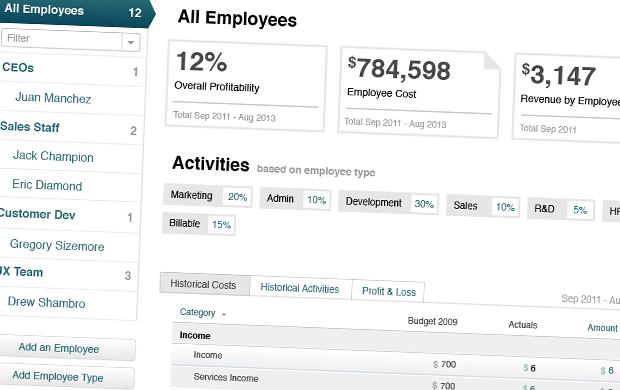 All Employees 12
Filter
CEOs 1
Juan Manchez
Sales Staff 2
Jack Champion
Eric Diamond
Customer Dev 1
Gregory Sizemore
UX Team 3
Drew Shambro
Add an Employee
Add Employee Type
All Employees
12%
Overall Profitability
Total Sep 2011 - Aug 2013
$784,598
Employee Cost
Total Sep 2011 - Aug 2013
$3,147
Revenue by Employee
Total Sep 2011
Activities based on employee type
Marketing 20% Admin 10% Development 30% Sales 10% R&D 5% HR
Billable 15%
Historical Costs Historical Activities Profit & Loss
Sep 2011 - Au
Category Budget 2009 Actuals Amount
Income
Income $ 700 $ 6 $ 6
Services Income $ 700 $ 6